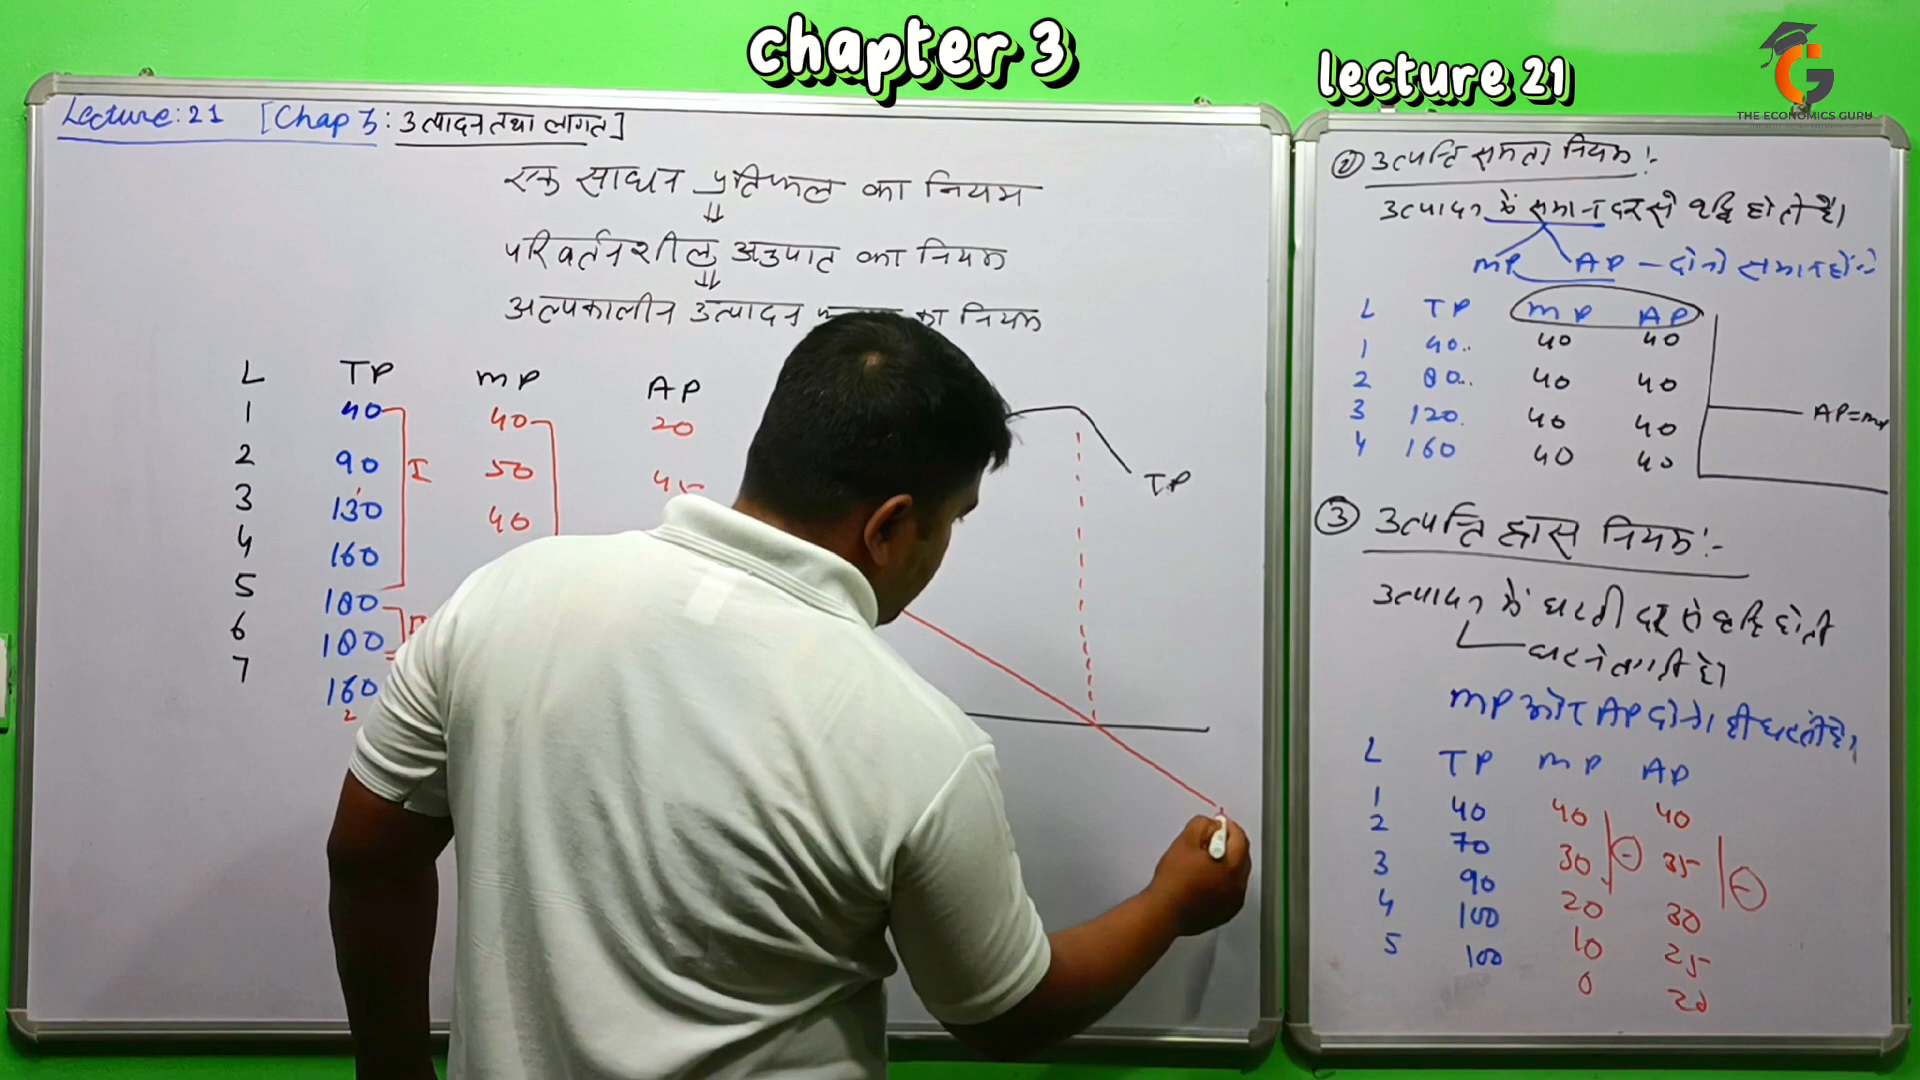 chapter 3
lecture 21
THE ECONOMICS GURU
Lecture: 21 [Chap 3: उत्पादन तथा लागत]
एक साधन प्रतिफल का नियम
⇓
परिवर्तनशील अनुपात का नियम
⇓
अल्पकालीन उत्पादन का नियम
L TP MP AP
1 40 40 20
2 90 I 50 45
3 130 40
4 160
5 180
6 180
7 160
2
TP
② उत्पत्ति समता नियम :-
उत्पादन में समान दर से वृद्धि होती है।
MP AP - दोनों समान होंगे
L TP MP AP
1 40.. 40 40
2 80.. 40 40
3 120. 40 40
4 160 40 40
AP=MP
③ उत्पत्ति ह्रास नियम :-
उत्पादन में घटती दर से वृद्धि होती
घटने लगती है।
MP और AP दोनों ही घटते है।
L TP MP AP
1 40 40 40
2 70 30 35
3 90 20 30
4 100 10 25
5 100 0 20